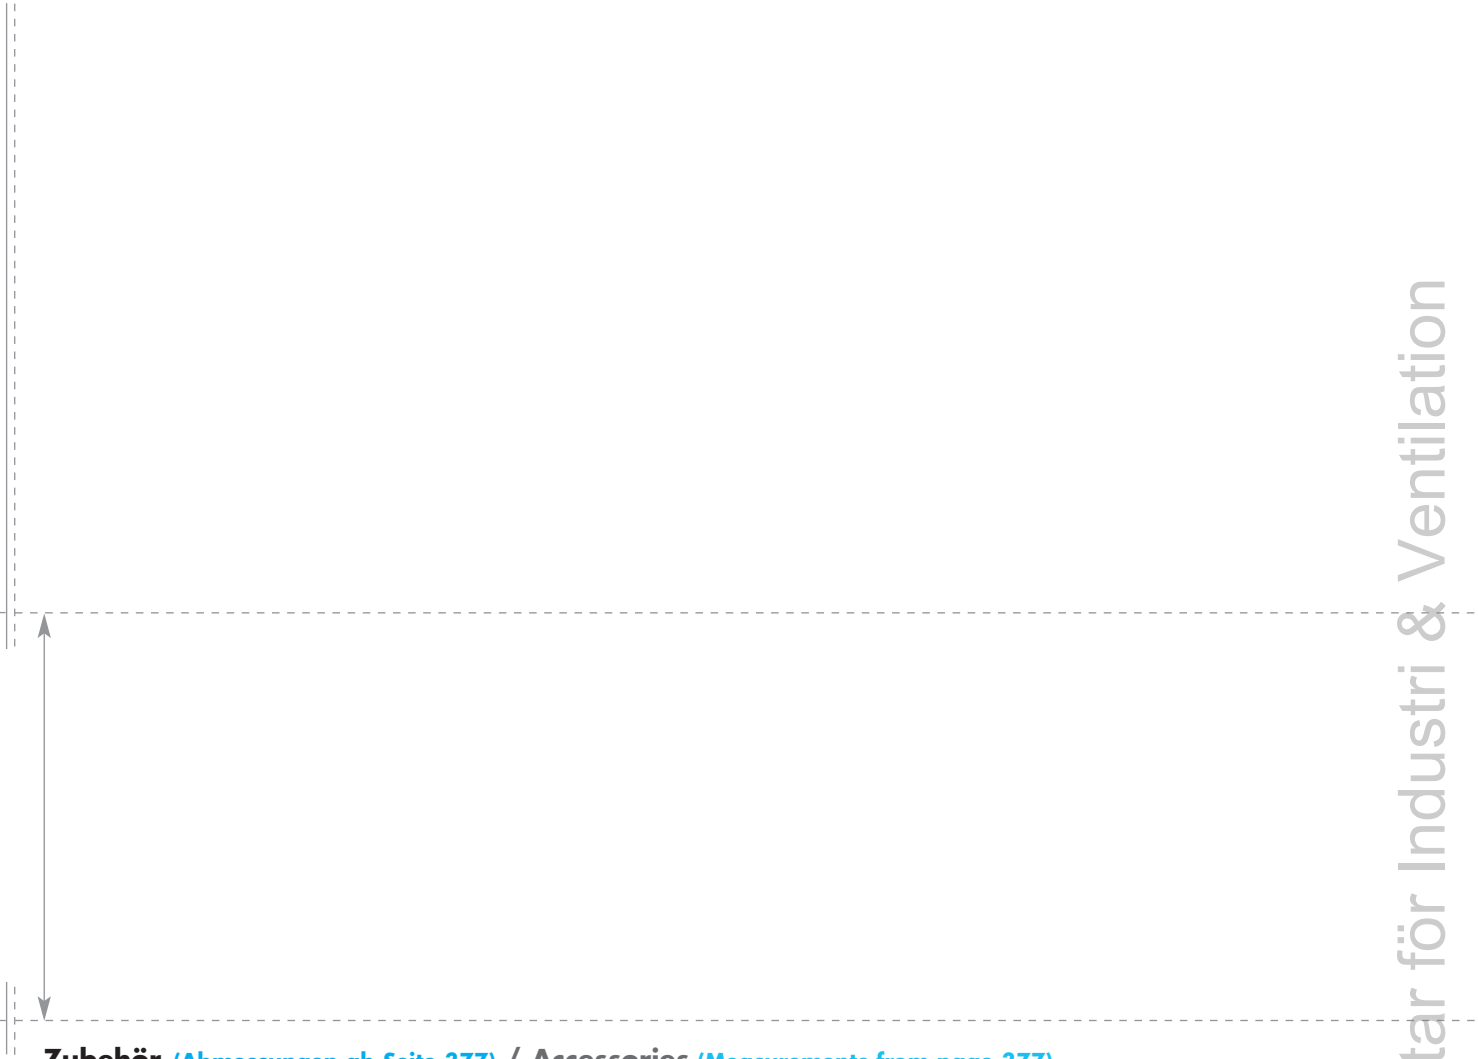 tar för Industri & Ventilation
Zubehör (Abmessungen ab Seite 377) / Accessories (Measurements from page 377)